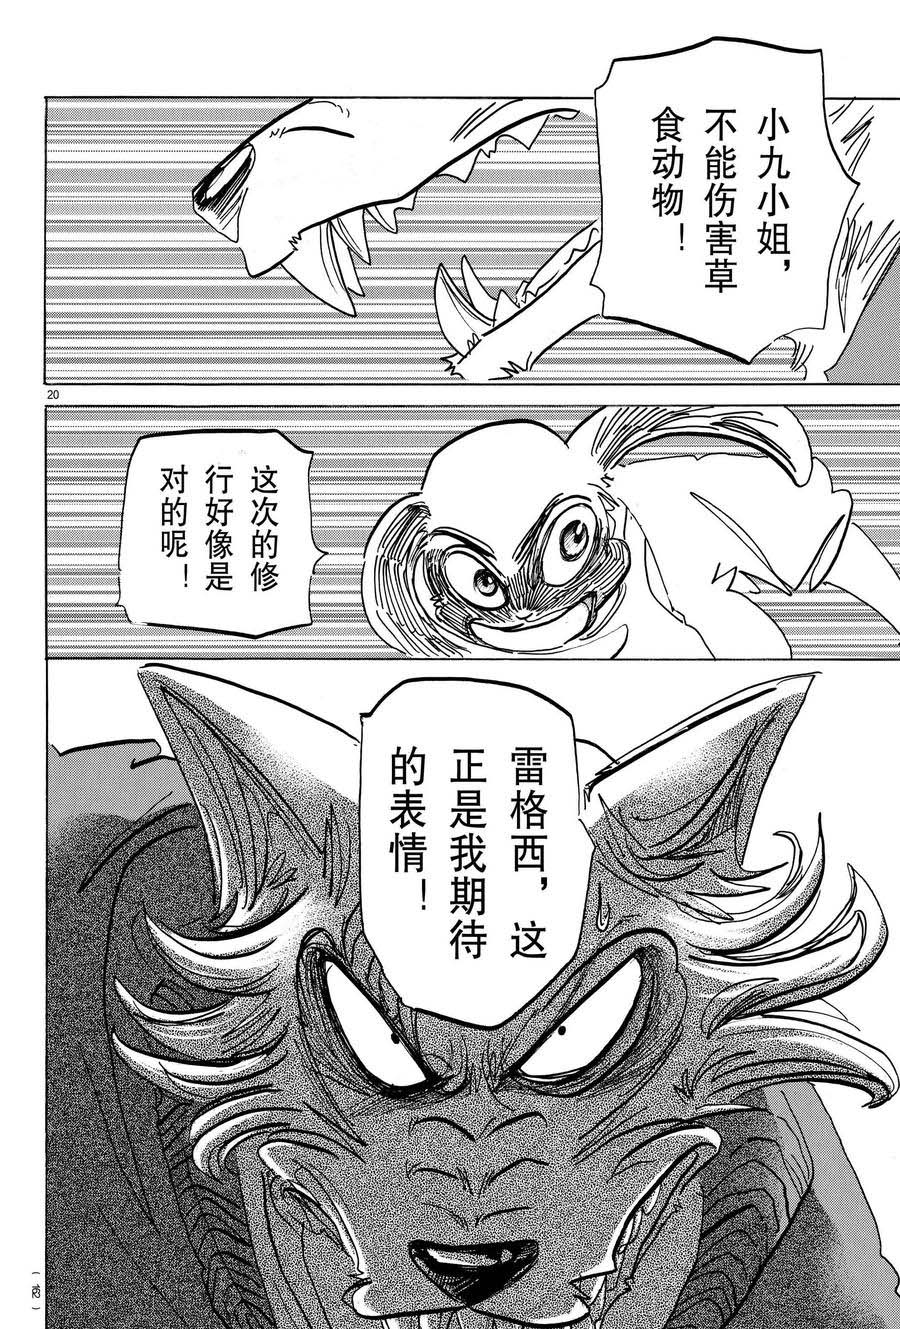 小九小姐，
不能伤害草
食动物！
20
这次的修
行好像是
对的呢！
雷格西，这
正是我期待
的表情！
(162)